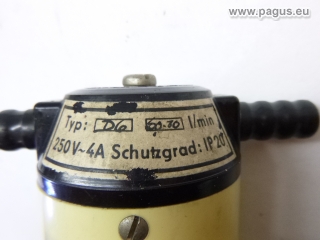 www.pagus.eu
Typ: D6 l/min
250V~4A Schutzgrad: IP20